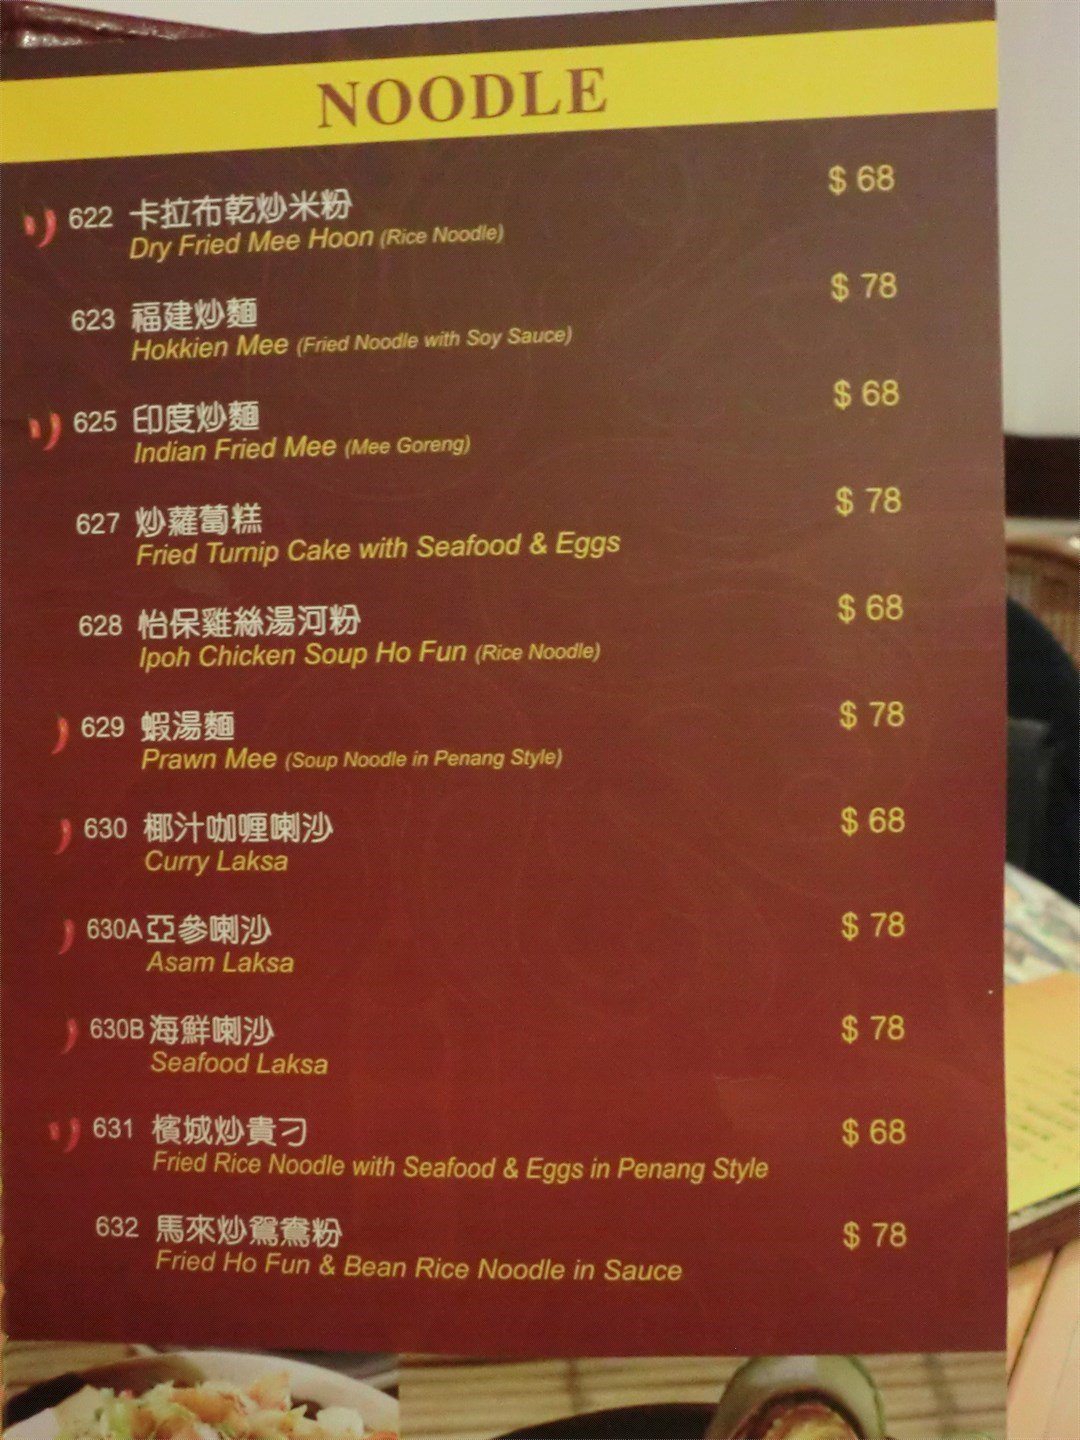 NOODLE
622 卡拉布乾炒米粉 $ 68
Dry Fried Mee Hoon (Rice Noodle)
623 福建炒麵 $ 78
Hokkien Mee (Fried Noodle with Soy Sauce)
625 印度炒麵 $ 68
Indian Fried Mee (Mee Goreng)
627 炒蘿蔔糕 $ 78
Fried Turnip Cake with Seafood & Eggs
628 怡保雞絲湯河粉 $ 68
Ipoh Chicken Soup Ho Fun (Rice Noodle)
629 蝦湯麵 $ 78
Prawn Mee (Soup Noodle in Penang Style)
630 椰汁咖喱喇沙 $ 68
Curry Laksa
630A 亞參喇沙 $ 78
Asam Laksa
630B 海鮮喇沙 $ 78
Seafood Laksa
631 檳城炒貴刁 $ 68
Fried Rice Noodle with Seafood & Eggs in Penang Style
632 馬來炒鴛鴦粉 $ 78
Fried Ho Fun & Bean Rice Noodle in Sauce